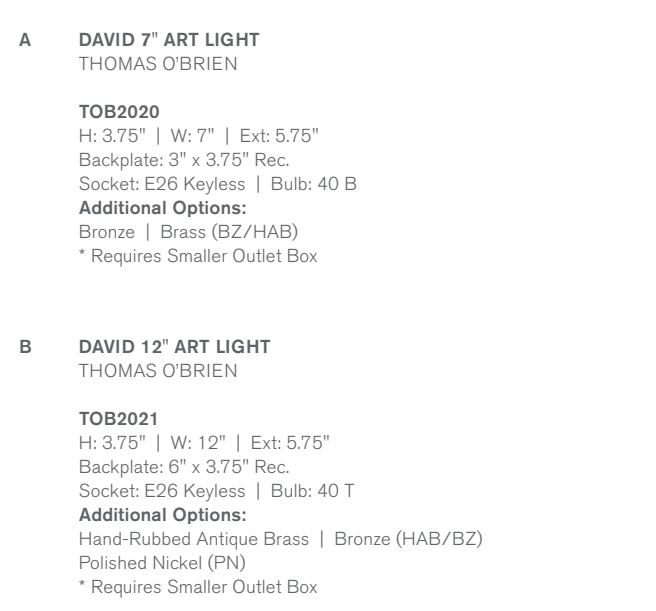 A DAVID 7" ART LIGHT
THOMAS O'BRIEN
TOB2020
H: 3.75" | W: 7" | Ext: 5.75"
Backplate: 3" x 3.75" Rec.
Socket: E26 Keyless | Bulb: 40 B
Additional Options:
Bronze | Brass (BZ/HAB)
* Requires Smaller Outlet Box
B DAVID 12" ART LIGHT
THOMAS O'BRIEN
TOB2021
H: 3.75" | W: 12" | Ext: 5.75"
Backplate: 6" x 3.75" Rec.
Socket: E26 Keyless | Bulb: 40 T
Additional Options:
Hand-Rubbed Antique Brass | Bronze (HAB/BZ)
Polished Nickel (PN)
* Requires Smaller Outlet Box